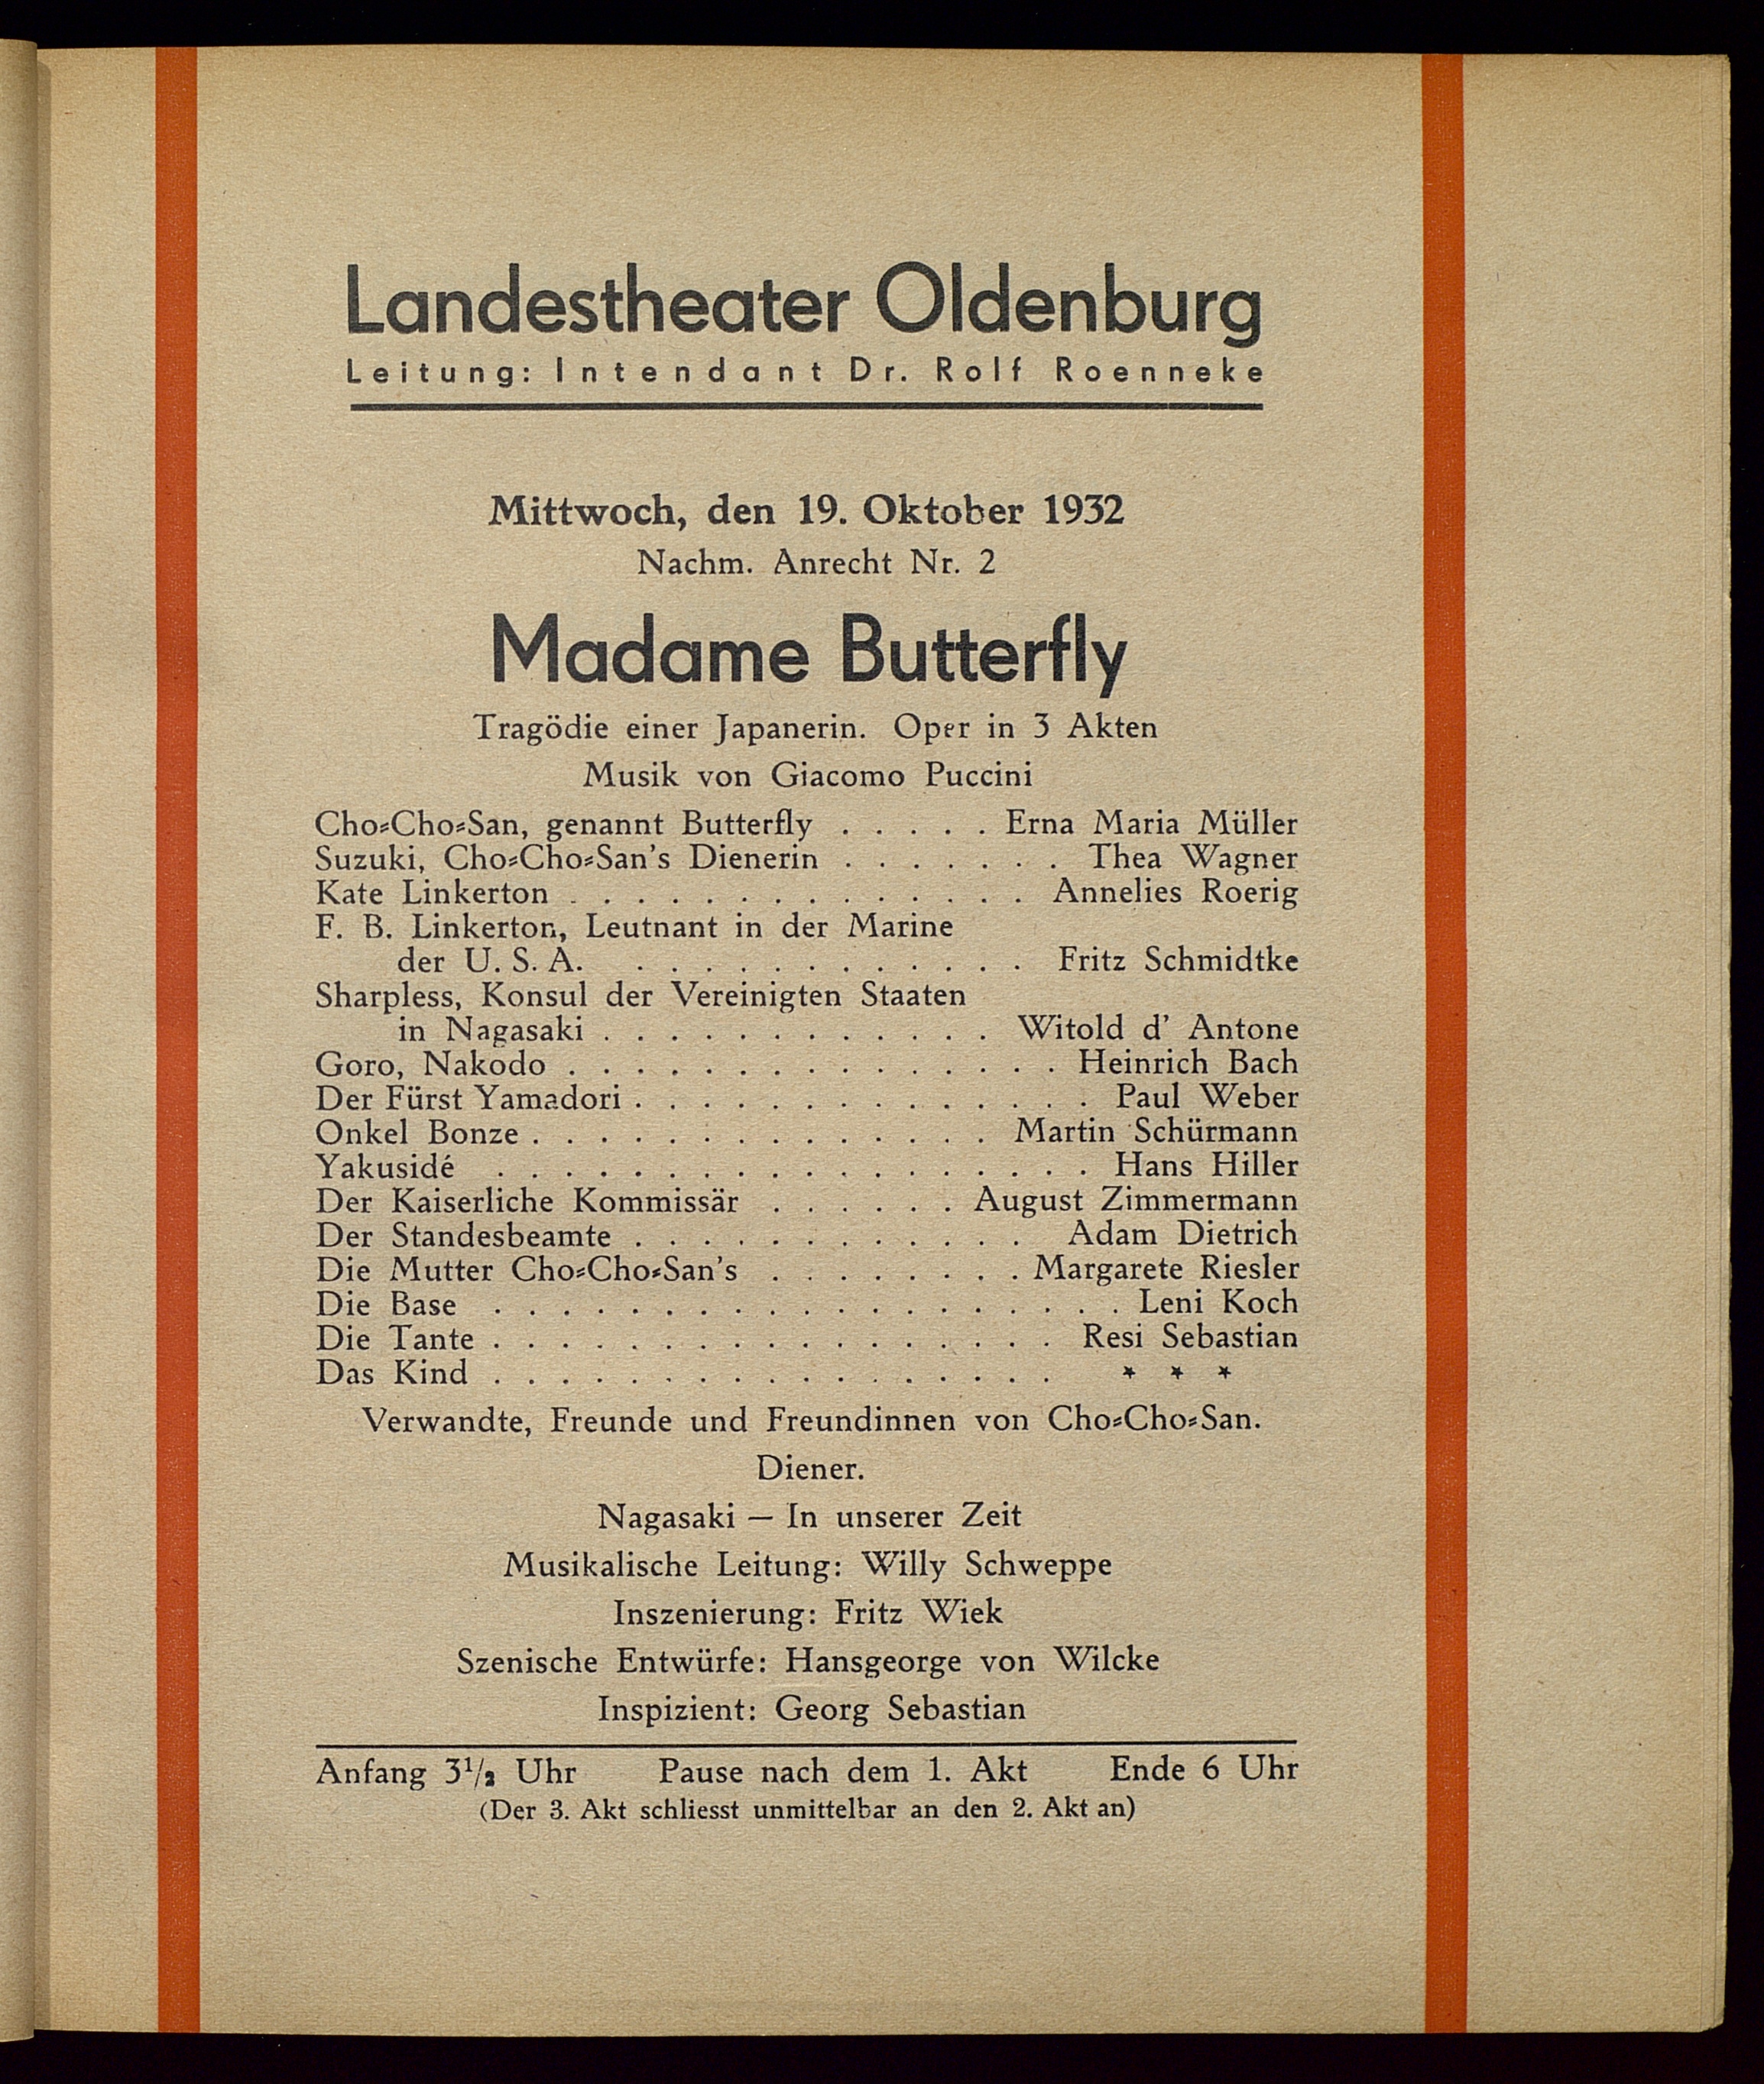 Landestheater Oldenburg
Leitung: Intendant Dr. Rolf Roenneke
Mittwoch, den 19. Oktober 1932
Nachm. Anrecht Nr. 2
Madame Butterfly
Tragödie einer Japanerin. Oper in 3 Akten
Musik von Giacomo Puccini
Cho-Cho-San, genannt Butterfly . . . . . Erna Maria Müller
Suzuki, Cho-Cho-San's Dienerin . . . . . . . Thea Wagner
Kate Linkerton . . . . . . . . . . . . . . Annelies Roerig
F. B. Linkerton, Leutnant in der Marine
der U. S. A. . . . . . . . . . . . . Fritz Schmidtke
Sharpless, Konsul der Vereinigten Staaten
in Nagasaki . . . . . . . . . . . . Witold d' Antone
Goro, Nakodo . . . . . . . . . . . . . . . Heinrich Bach
Der Fürst Yamadori . . . . . . . . . . . . . . Paul Weber
Onkel Bonze . . . . . . . . . . . . . . Martin Schürmann
Yakusidé . . . . . . . . . . . . . . . . . . Hans Hiller
Der Kaiserliche Kommissär . . . . . . August Zimmermann
Der Standesbeamte . . . . . . . . . . . . Adam Dietrich
Die Mutter Cho-Cho-San's . . . . . . . . Margarete Riesler
Die Base . . . . . . . . . . . . . . . . . . . Leni Koch
Die Tante . . . . . . . . . . . . . . . . . Resi Sebastian
Das Kind . . . . . . . . . . . . . . . . . * * *
Verwandte, Freunde und Freundinnen von Cho-Cho-San.
Diener.
Nagasaki — In unserer Zeit
Musikalische Leitung: Willy Schweppe
Inszenierung: Fritz Wiek
Szenische Entwürfe: Hansgeorge von Wilcke
Inspizient: Georg Sebastian
Anfang 3½ Uhr Pause nach dem 1. Akt Ende 6 Uhr
(Der 3. Akt schliesst unmittelbar an den 2. Akt an)